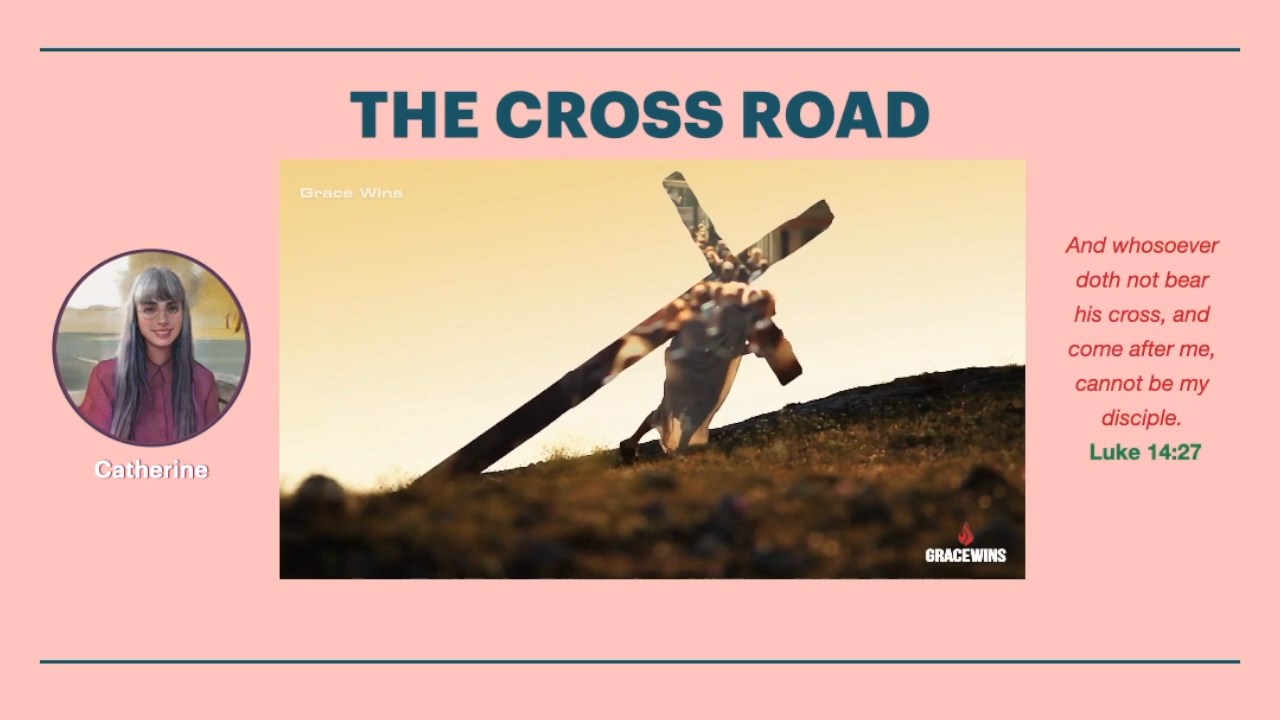 THE CROSS ROAD
Grace Wins
GRACEWINS
Catherine
And whosoever
doth not bear
his cross, and
come after me,
cannot be my
disciple.
Luke 14:27